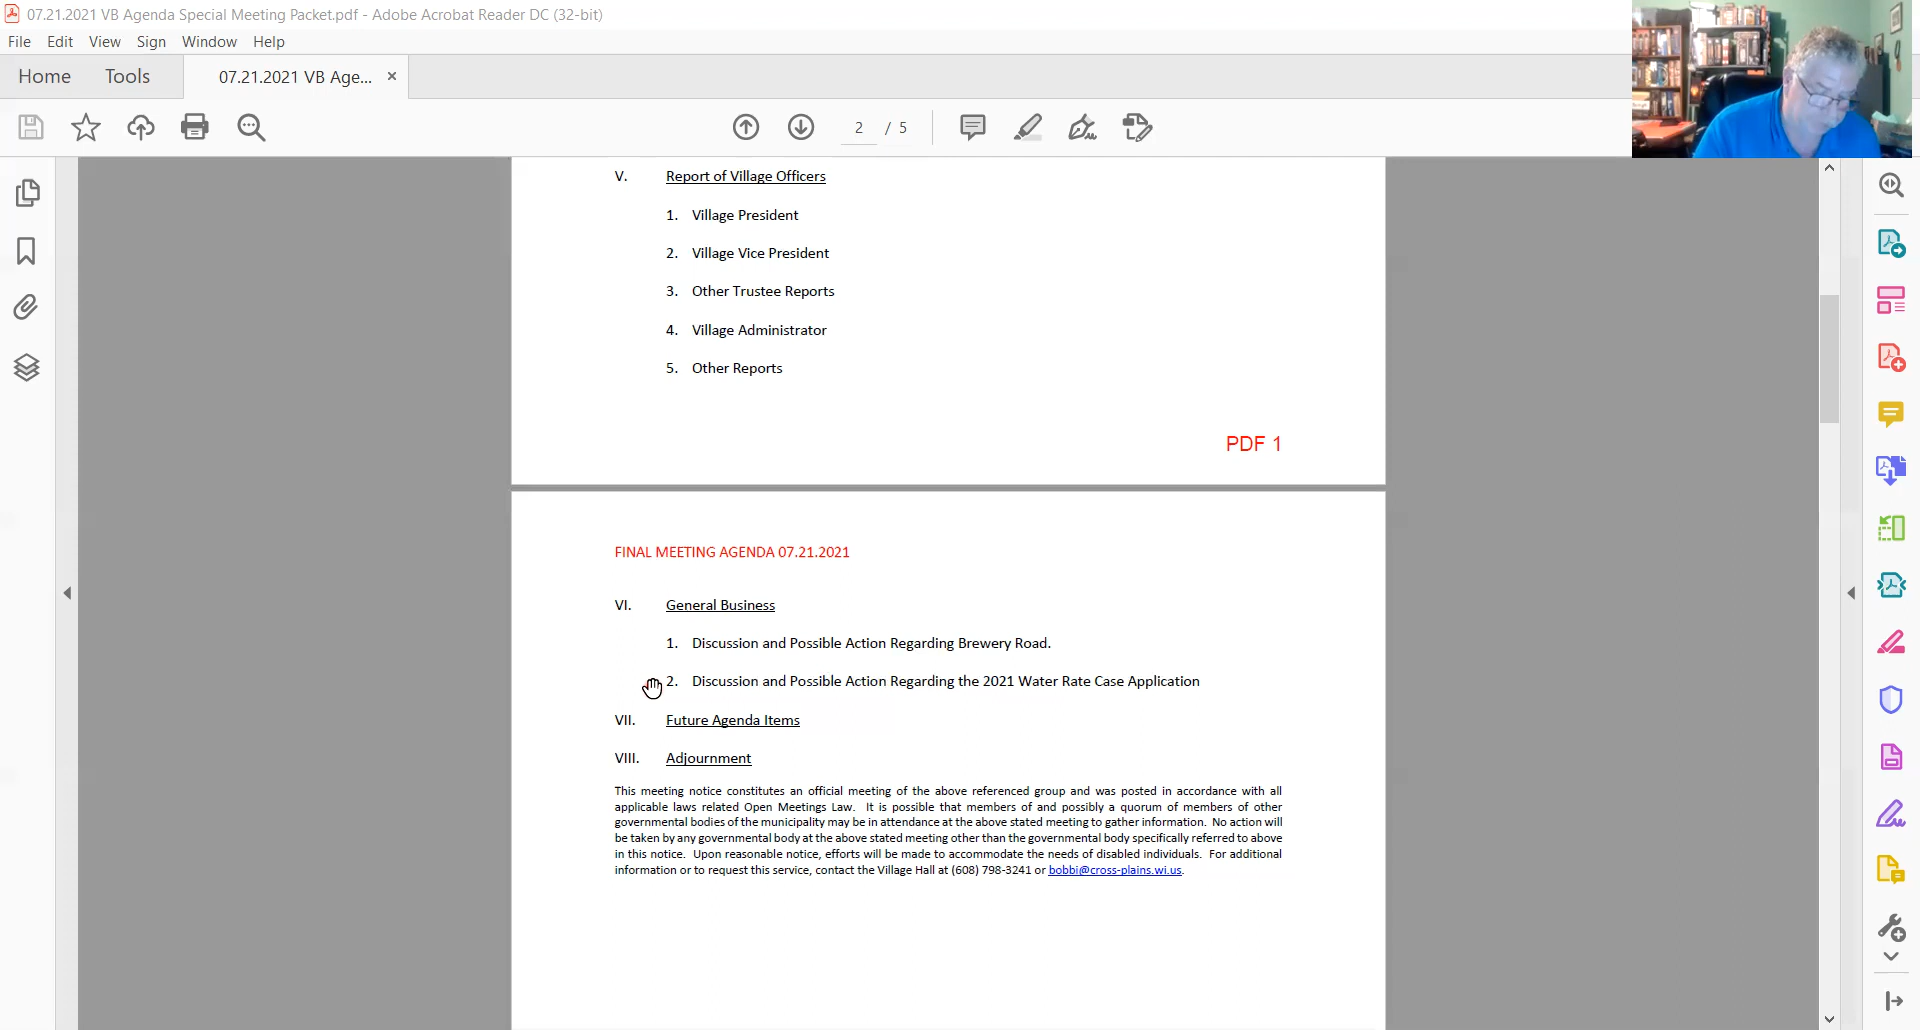 07.21.2021 VB Agenda Special Meeting Packet.pdf - Adobe Acrobat Reader DC (32-bit)
File Edit View Sign Window Help
Home Tools 07.21.2021 VB Age... ×
2 / 5
V. Report of Village Officers
1. Village President
2. Village Vice President
3. Other Trustee Reports
4. Village Administrator
5. Other Reports
PDF 1
FINAL MEETING AGENDA 07.21.2021
VI. General Business
1. Discussion and Possible Action Regarding Brewery Road.
2. Discussion and Possible Action Regarding the 2021 Water Rate Case Application
VII. Future Agenda Items
VIII. Adjournment
This meeting notice constitutes an official meeting of the above referenced group and was posted in accordance with all
applicable laws related Open Meetings Law. It is possible that members of and possibly a quorum of members of other
governmental bodies of the municipality may be in attendance at the above stated meeting to gather information. No action will
be taken by any governmental body at the above stated meeting other than the governmental body specifically referred to above
in this notice. Upon reasonable notice, efforts will be made to accommodate the needs of disabled individuals. For additional
information or to request this service, contact the Village Hall at (608) 798-3241 or bobbi@cross-plains.wi.us.